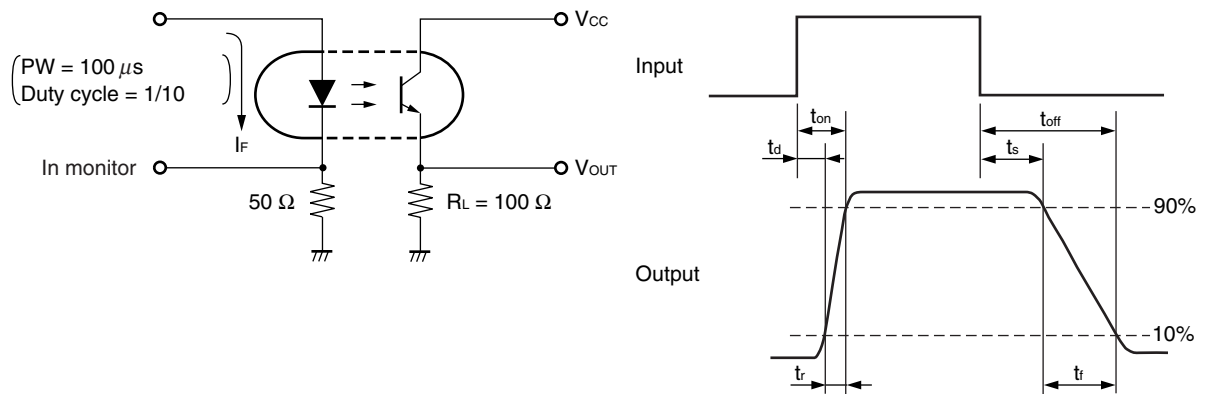 VCC
PW = 100 μs
Duty cycle = 1/10
IF
In monitor
VOUT
50 Ω
RL = 100 Ω
Input
ton
toff
td
ts
90%
Output
10%
tr
tf